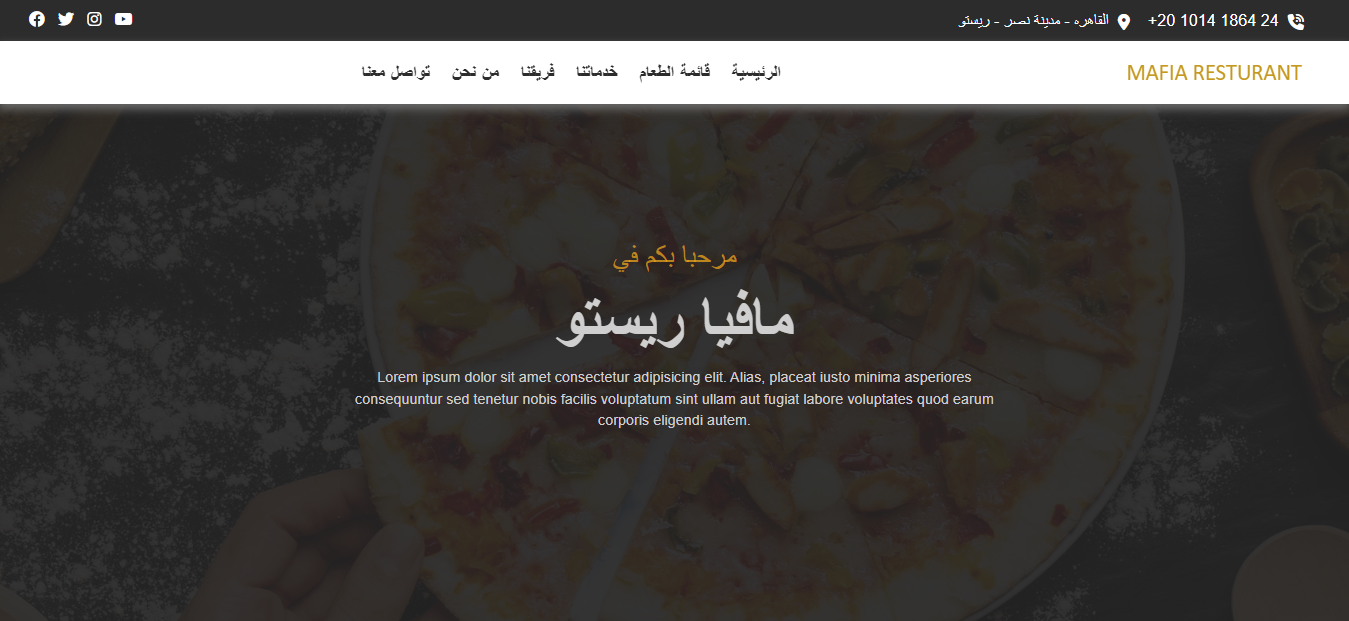 +20 1014 1864 24
القاهره - مدينة نصر - ريستو
MAFIA RESTURANT
الرئيسية قائمة الطعام خدماتنا فريقنا من نحن تواصل معنا
مرحبا بكم في
مافيا ريستو
Lorem ipsum dolor sit amet consectetur adipisicing elit. Alias, placeat iusto minima asperiores
consequuntur sed tenetur nobis facilis voluptatum sint ullam aut fugiat labore voluptates quod earum
corporis eligendi autem.